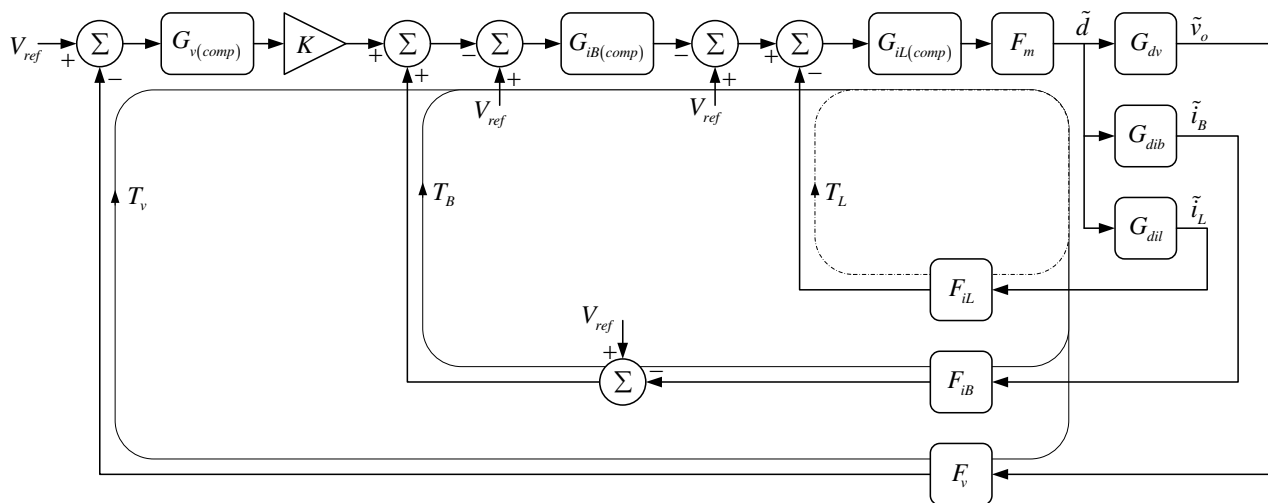 V_ref
+
Σ
−
G_v(comp)
K
+
Σ
+
−
Σ
+
V_ref
G_iB(comp)
−
Σ
+
V_ref
+
Σ
−
G_iL(comp)
F_m
d̃
G_dv
ṽ_o
G_dib
ĩ_B
G_dil
ĩ_L
T_v
T_B
T_L
F_iL
V_ref
+
Σ
−
F_iB
F_v